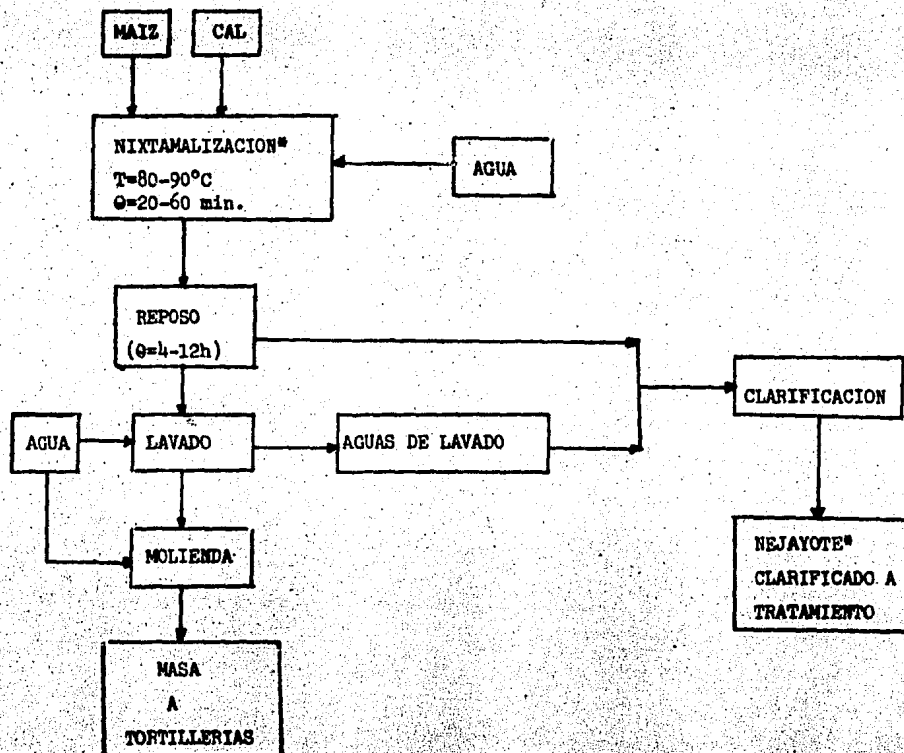 MAIZ
CAL
NIXTAMALIZACION*
T=80-90°C
θ=20-60 min.
AGUA
REPOSO
(θ=4-12h)
CLARIFICACION
AGUA
LAVADO
AGUAS DE LAVADO
MOLIENDA
NEJAYOTE*
CLARIFICADO A
TRATAMIENTO
MASA
A
TORTILLERIAS